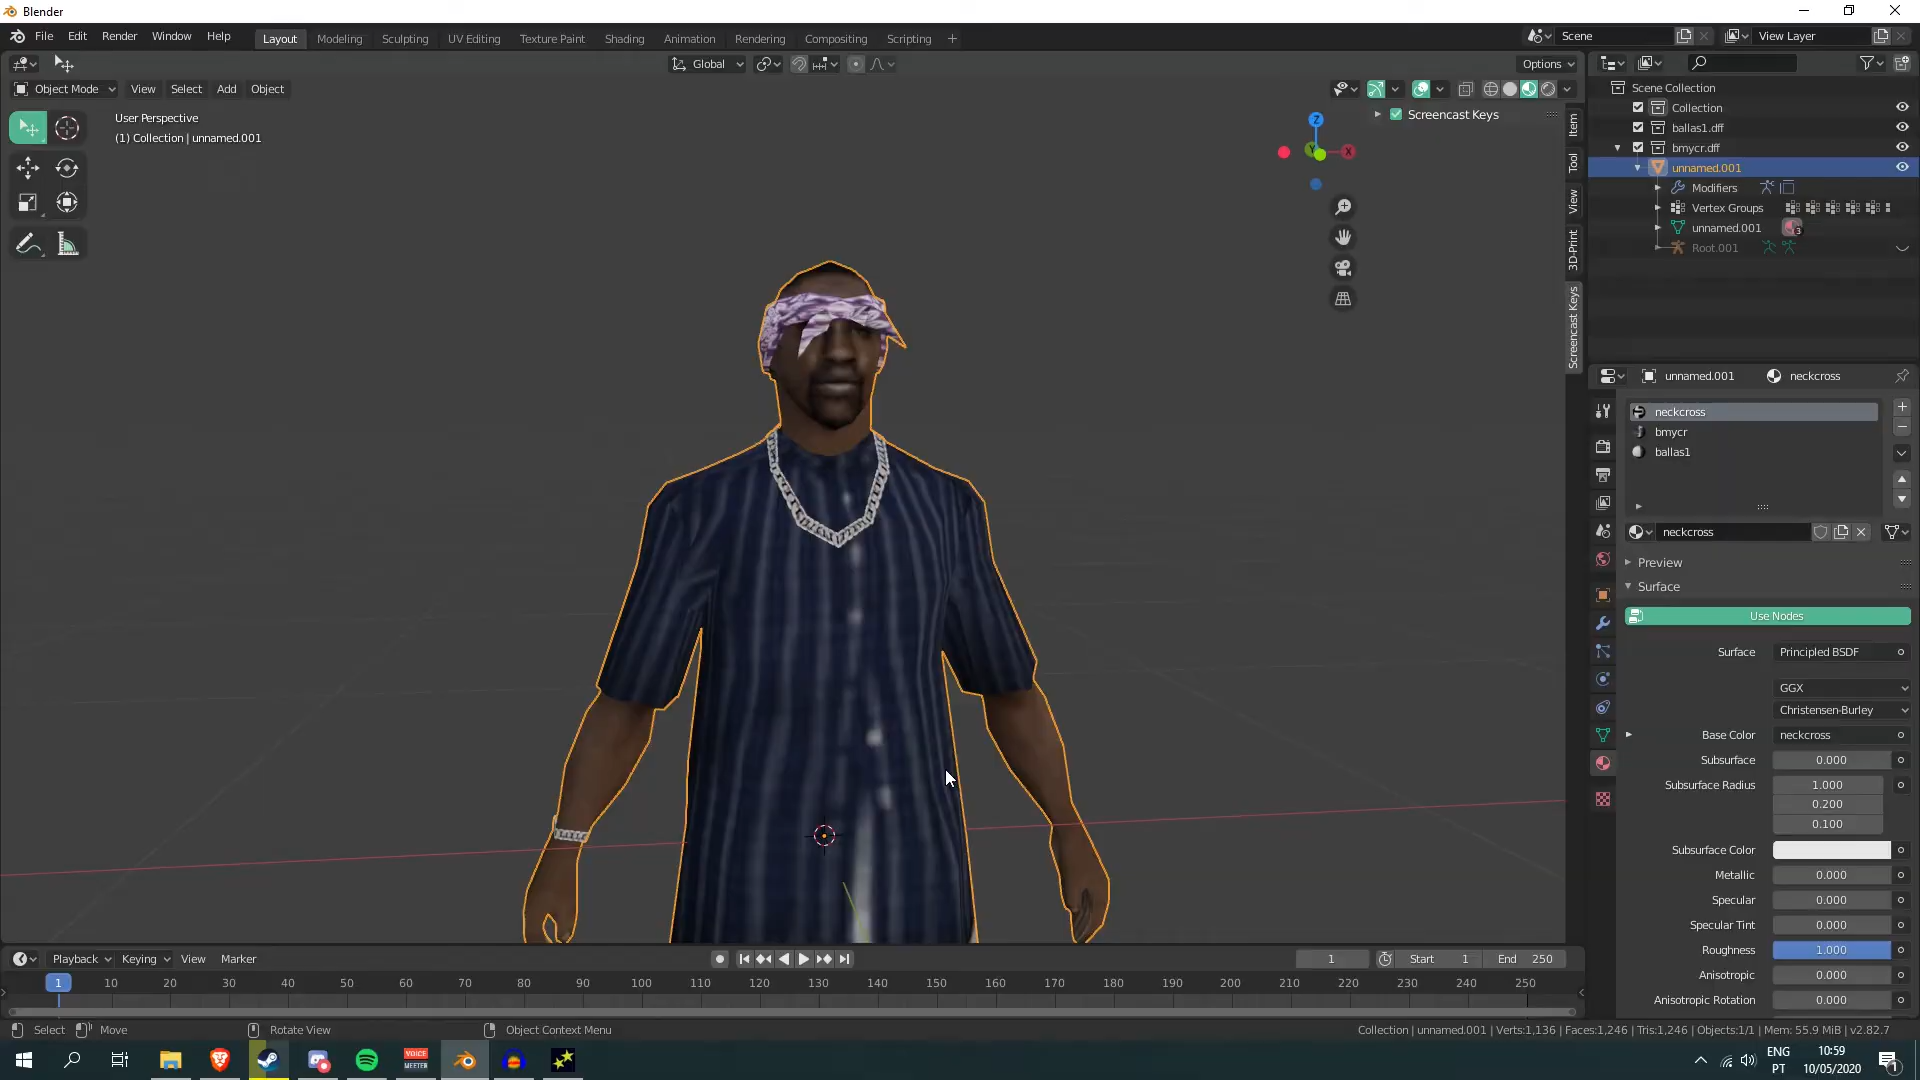 Blender
File Edit Render Window Help
Layout Modeling Sculpting UV Editing Texture Paint Shading Animation Rendering Compositing Scripting +
Scene
View Layer
Global
Options
Object Mode View Select Add Object
User Perspective
(1) Collection | unnamed.001
Screencast Keys
Z
Y
X
Item
Tool
View
3D-Print
Screencast Keys
Scene Collection
Collection
ballas1.dff
bmycr.dff
unnamed.001
Modifiers
Vertex Groups
unnamed.001 3
Root.001
unnamed.001 neckcross
neckcross
bmycr
ballas1
neckcross
Preview
Surface
Use Nodes
Surface Principled BSDF
GGX
Christensen-Burley
Base Color neckcross
Subsurface 0.000
Subsurface Radius 1.000
0.200
0.100
Subsurface Color
Metallic 0.000
Specular 0.000
Specular Tint 0.000
Roughness 1.000
Anisotropic 0.000
Anisotropic Rotation 0.000
Playback Keying View Marker
1 Start 1 End 250
1 10 20 30 40 50 60 70 80 90 100 110 120 130 140 150 160 170 180 190 200 210 220 230 240 250
Select Move Rotate View Object Context Menu
Collection | unnamed.001 | Verts:1,136 | Faces:1,246 | Tris:1,246 | Objects:1/1 | Mem: 55.9 MiB | v2.82.7
VOICE
MEETER
ENG
PT
10:59
10/05/2020
1